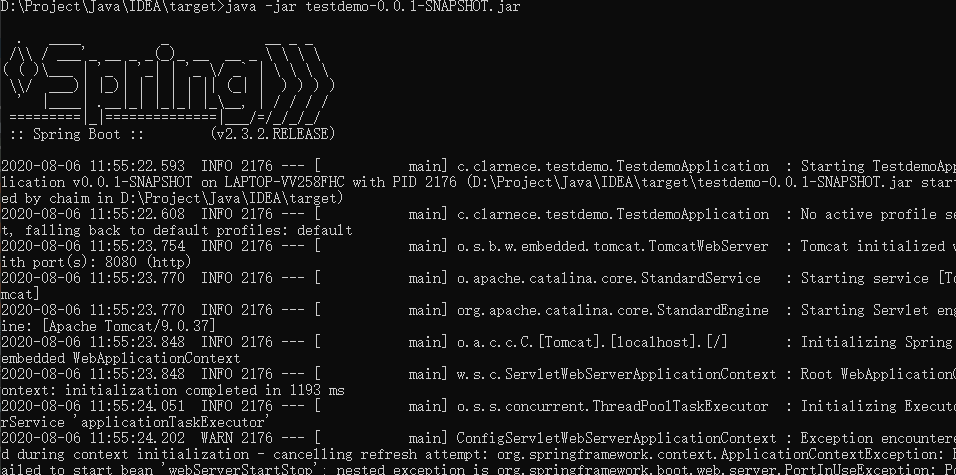 D:\Project\Java\IDEA\target>java -jar testdemo-0.0.1-SNAPSHOT.jar
Spring
:: Spring Boot ::        (v2.3.2.RELEASE)
2020-08-06 11:55:22.593  INFO 2176 --- [           main] c.clarnece.testdemo.TestdemoApplication  : Starting TestdemoApp
lication v0.0.1-SNAPSHOT on LAPTOP-VV258FHC with PID 2176 (D:\Project\Java\IDEA\target\testdemo-0.0.1-SNAPSHOT.jar start
ed by chaim in D:\Project\Java\IDEA\target)
2020-08-06 11:55:22.608  INFO 2176 --- [           main] c.clarnece.testdemo.TestdemoApplication  : No active profile se
t, falling back to default profiles: default
2020-08-06 11:55:23.754  INFO 2176 --- [           main] o.s.b.w.embedded.tomcat.TomcatWebServer  : Tomcat initialized w
ith port(s): 8080 (http)
2020-08-06 11:55:23.770  INFO 2176 --- [           main] o.apache.catalina.core.StandardService   : Starting service [To
mcat]
2020-08-06 11:55:23.770  INFO 2176 --- [           main] org.apache.catalina.core.StandardEngine  : Starting Servlet eng
ine: [Apache Tomcat/9.0.37]
2020-08-06 11:55:23.848  INFO 2176 --- [           main] o.a.c.c.C.[Tomcat].[localhost].[/]       : Initializing Spring
embedded WebApplicationContext
2020-08-06 11:55:23.848  INFO 2176 --- [           main] w.s.c.ServletWebServerApplicationContext : Root WebApplicationC
ontext: initialization completed in 1193 ms
2020-08-06 11:55:24.051  INFO 2176 --- [           main] o.s.s.concurrent.ThreadPoolTaskExecutor  : Initializing Executo
rService 'applicationTaskExecutor'
2020-08-06 11:55:24.202  WARN 2176 --- [           main] ConfigServletWebServerApplicationContext : Exception encountere
d during context initialization - cancelling refresh attempt: org.springframework.context.ApplicationContextException: F
ailed to start bean 'webServerStartStop'; nested exception is org.springframework.boot.web.server.PortInUseException: Po